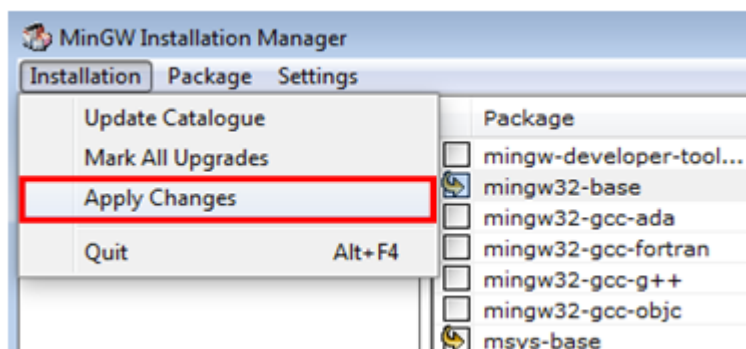 MinGW Installation Manager
Installation Package Settings
Update Catalogue
Mark All Upgrades
Apply Changes
Quit Alt+F4
Package
mingw-developer-tool...
mingw32-base
mingw32-gcc-ada
mingw32-gcc-fortran
mingw32-gcc-g++
mingw32-gcc-objc
msys-base